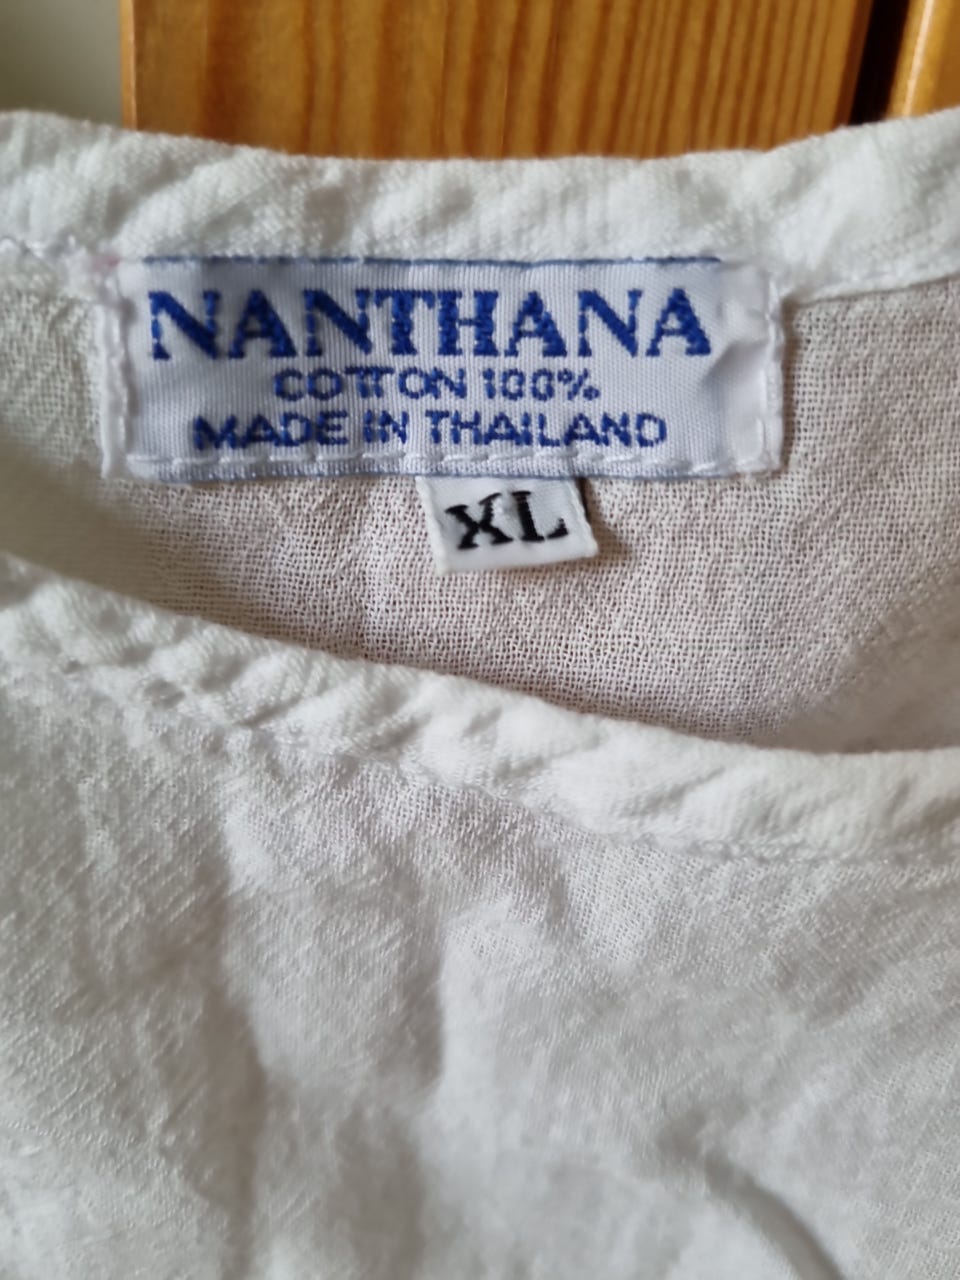 NANTHANA
COTTON 100%
MADE IN THAILAND
XL